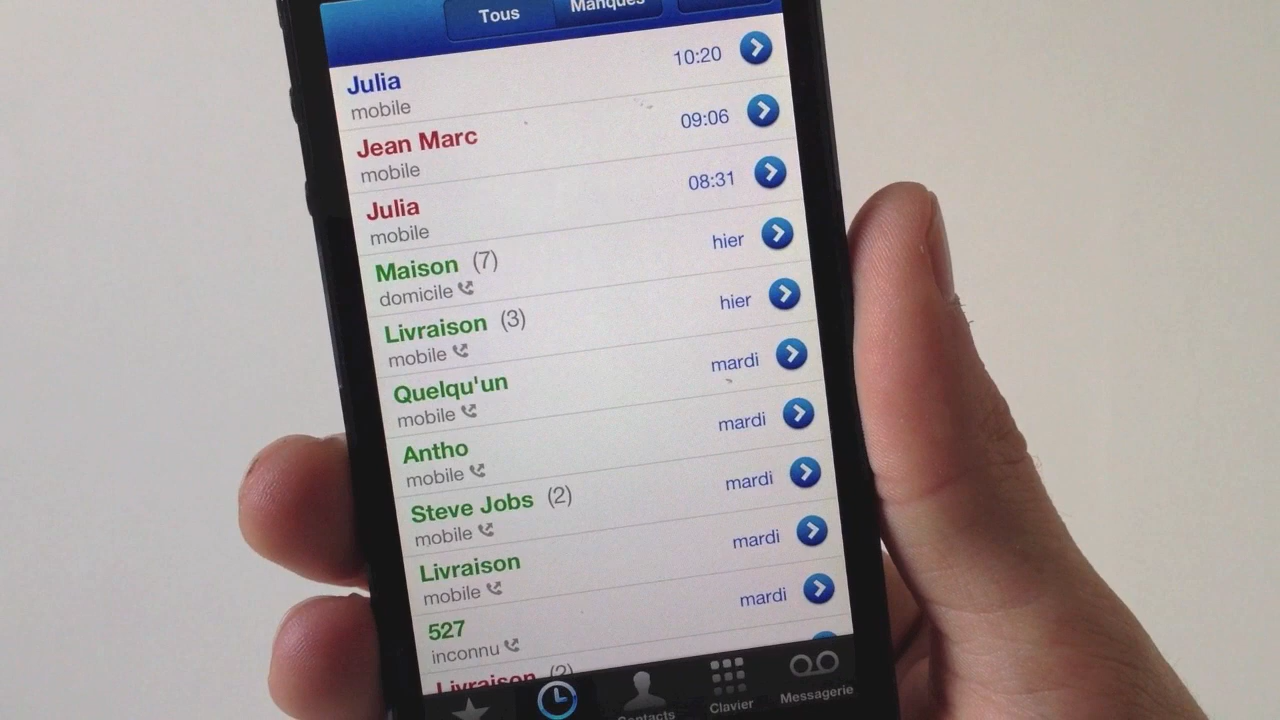 Tous Manqués
Julia 10:20
mobile
Jean Marc 09:06
mobile
Julia 08:31
mobile
Maison (7) hier
domicile
Livraison (3) hier
mobile
Quelqu'un mardi
mobile
Antho mardi
mobile
Steve Jobs (2) mardi
mobile
Livraison mardi
mobile
527 mardi
inconnu
Livraison (2)
Contacts Clavier Messagerie